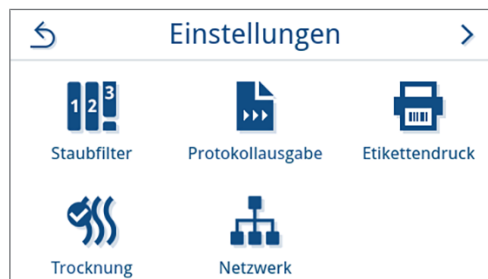 Einstellungen
1 2 3
Staubfilter Protokollausgabe Etikettendruck
Trocknung Netzwerk